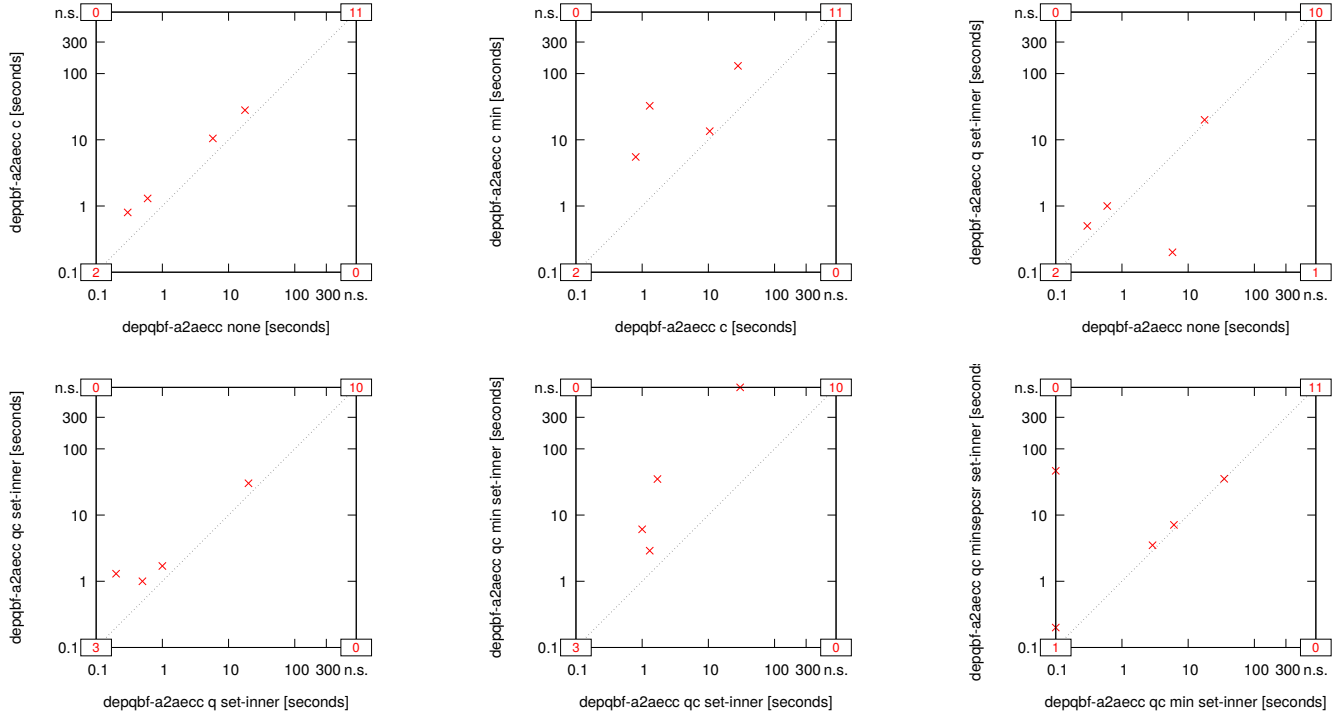 n.s. 0 11
300
100
10
1
0.1 2 0
0.1 1 10 100 300 n.s.
depqbf-a2aecc c [seconds]
depqbf-a2aecc none [seconds]
n.s. 0 11
300
100
10
1
0.1 2 0
0.1 1 10 100 300 n.s.
depqbf-a2aecc c min [seconds]
depqbf-a2aecc c [seconds]
n.s. 0 10
300
100
10
1
0.1 2 1
0.1 1 10 100 300 n.s.
depqbf-a2aecc q set-inner [seconds]
depqbf-a2aecc none [seconds]
n.s. 0 10
300
100
10
1
0.1 3 0
0.1 1 10 100 300 n.s.
depqbf-a2aecc qc set-inner [seconds]
depqbf-a2aecc q set-inner [seconds]
n.s. 0 10
300
100
10
1
0.1 3 0
0.1 1 10 100 300 n.s.
depqbf-a2aecc qc min set-inner [seconds]
depqbf-a2aecc qc set-inner [seconds]
n.s. 0 11
300
100
10
1
0.1 1 0
0.1 1 10 100 300 n.s.
depqbf-a2aecc qc minsepcsr set-inner [second
depqbf-a2aecc qc min set-inner [seconds]